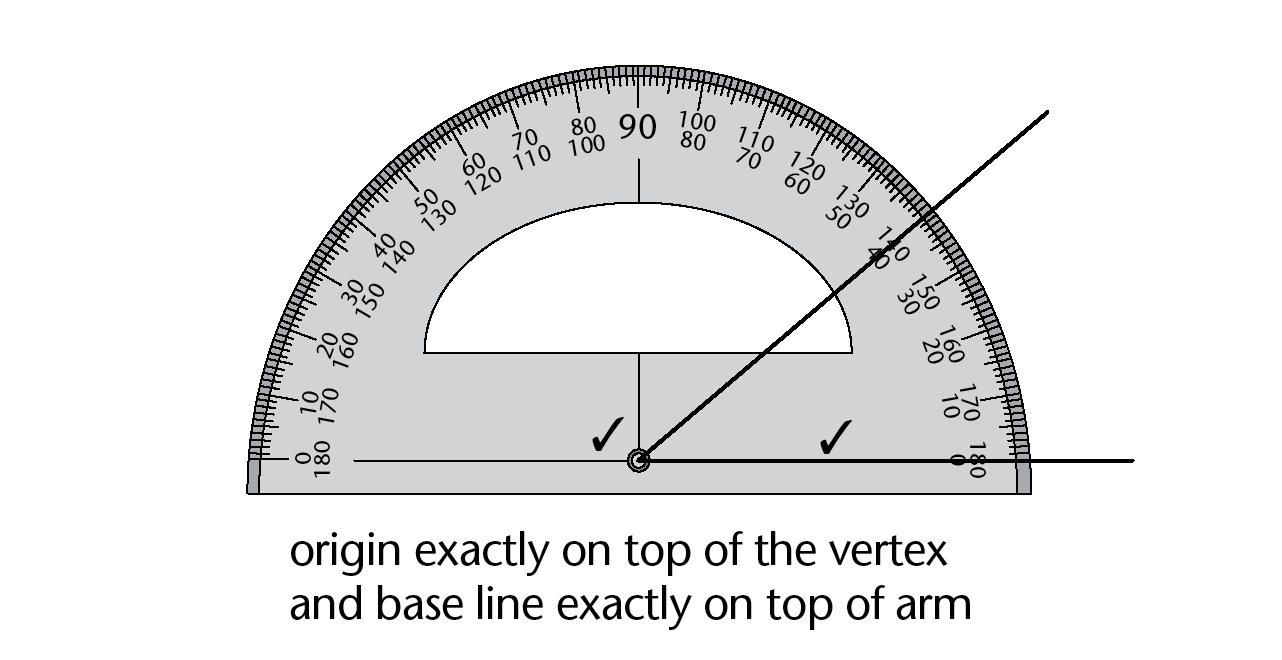 80 90 100
70 100 80 110
60 110 70 120
50 120 60 130
40 130 50 140
30 140 40 150
20 150 30 160
10 160 20 170
0 170 10 180
180 0
origin exactly on top of the vertex
and base line exactly on top of arm